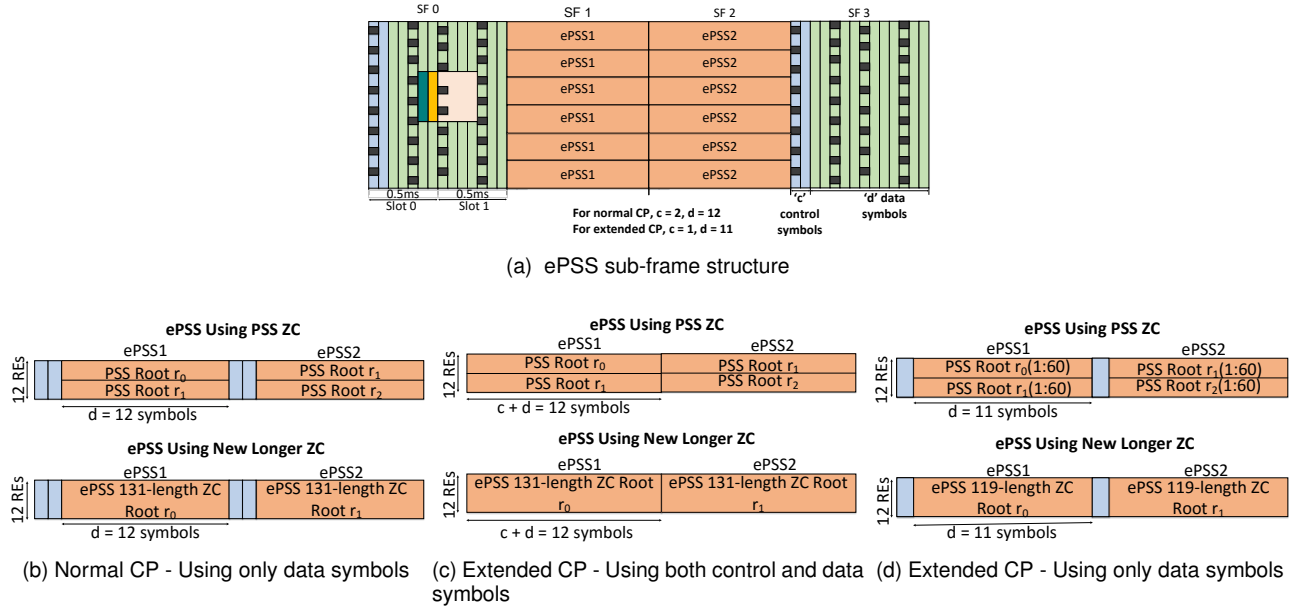 SF 0 SF 1 SF 2 SF 3
ePSS1 ePSS2
ePSS1 ePSS2
ePSS1 ePSS2
ePSS1 ePSS2
ePSS1 ePSS2
ePSS1 ePSS2
0.5ms 0.5ms
Slot 0 Slot 1
For normal CP, c = 2, d = 12
For extended CP, c = 1, d = 11
'c'
control
symbols
'd' data
symbols
(a) ePSS sub-frame structure
ePSS Using PSS ZC
ePSS1 ePSS2
12 REs
PSS Root r0 PSS Root r1
PSS Root r1 PSS Root r2
d = 12 symbols
ePSS Using New Longer ZC
ePSS1 ePSS2
12 REs
ePSS 131-length ZC ePSS 131-length ZC
Root r0 Root r1
d = 12 symbols
(b) Normal CP - Using only data symbols
ePSS Using PSS ZC
ePSS1 ePSS2
12 REs
PSS Root r0 PSS Root r1
PSS Root r1 PSS Root r2
c + d = 12 symbols
ePSS Using New Longer ZC
ePSS1 ePSS2
12 REs
ePSS 131-length ZC Root ePSS 131-length ZC Root
r0 r1
c + d = 12 symbols
(c) Extended CP - Using both control and data
symbols
ePSS Using PSS ZC
ePSS1 ePSS2
12 REs
PSS Root r0(1:60) PSS Root r1(1:60)
PSS Root r1(1:60) PSS Root r2(1:60)
d = 11 symbols
ePSS Using New Longer ZC
ePSS1 ePSS2
12 REs
ePSS 119-length ZC ePSS 119-length ZC
Root r0 Root r1
d = 11 symbols
(d) Extended CP - Using only data symbols